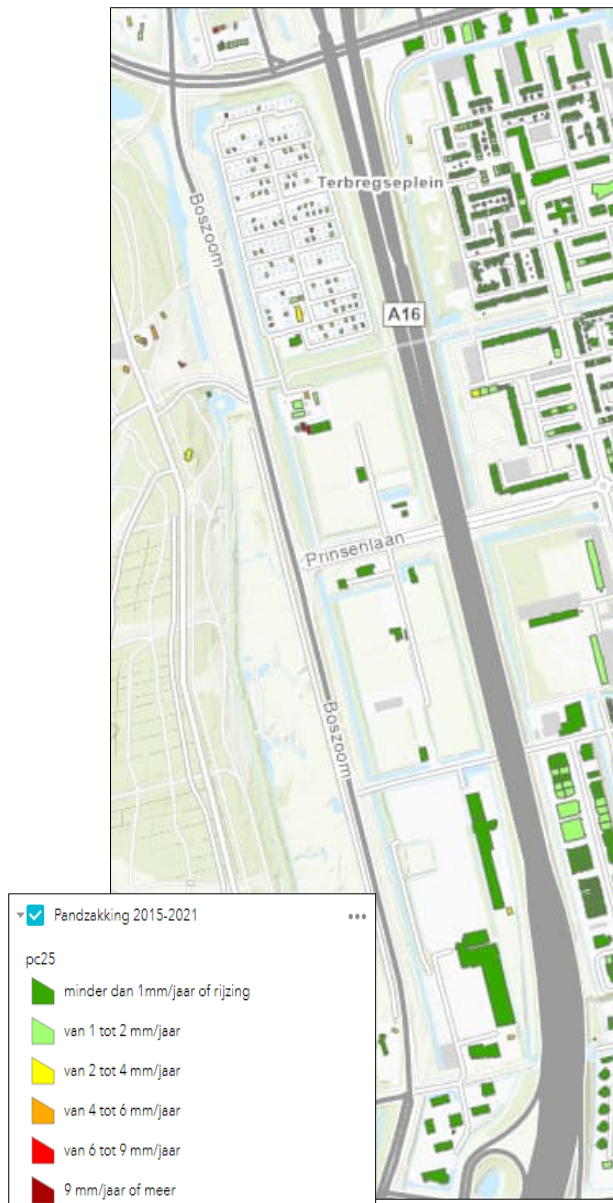 Terbregseplein
Boszoom
A16
Prinsenlaan
Boszoom
Pandzakking 2015-2021
pc25
minder dan 1mm/jaar of rijzing
van 1 tot 2 mm/jaar
van 2 tot 4 mm/jaar
van 4 tot 6 mm/jaar
van 6 tot 9 mm/jaar
9 mm/jaar of meer